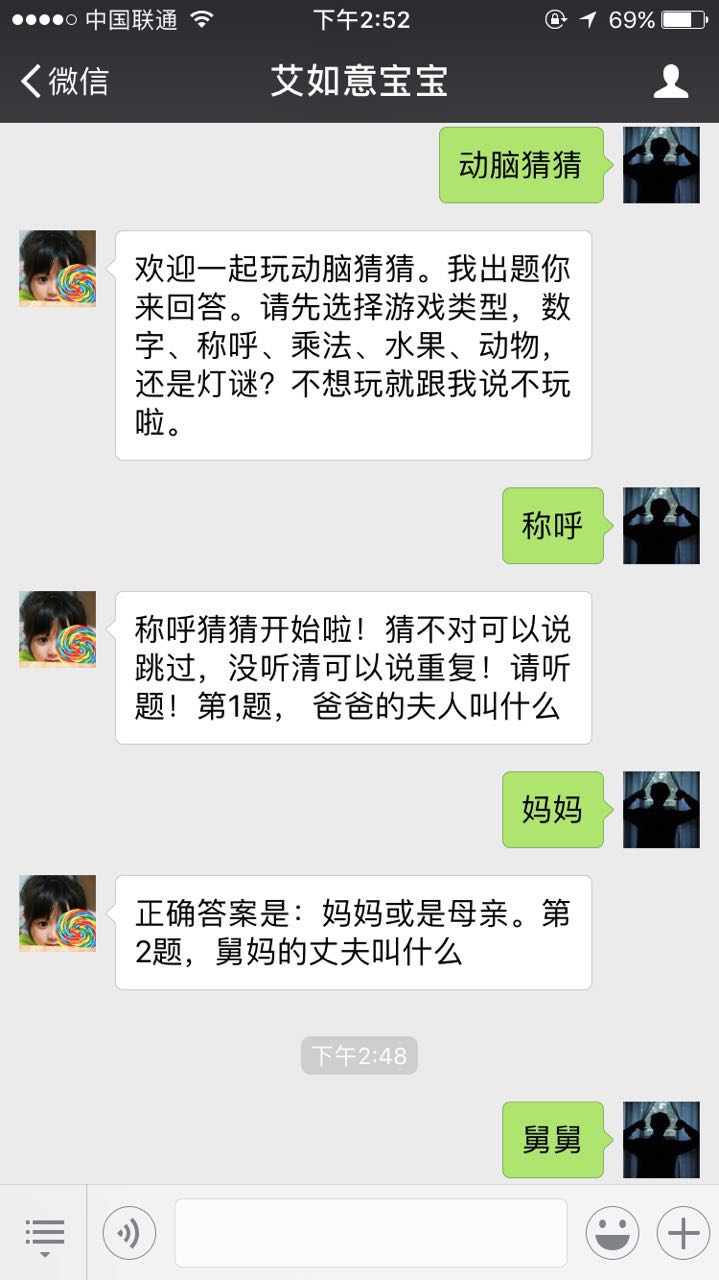 中国联通 下午2:52 69%
微信 艾如意宝宝
动脑猜猜
欢迎一起玩动脑猜猜。我出题你
来回答。请先选择游戏类型，数
字、称呼、乘法、水果、动物，
还是灯谜？不想玩就跟我说不玩
啦。
称呼
称呼猜猜开始啦！猜不对可以说
跳过，没听清可以说重复！请听
题！第1题， 爸爸的夫人叫什么
妈妈
正确答案是：妈妈或是母亲。第
2题，舅妈的丈夫叫什么
下午2:48
舅舅